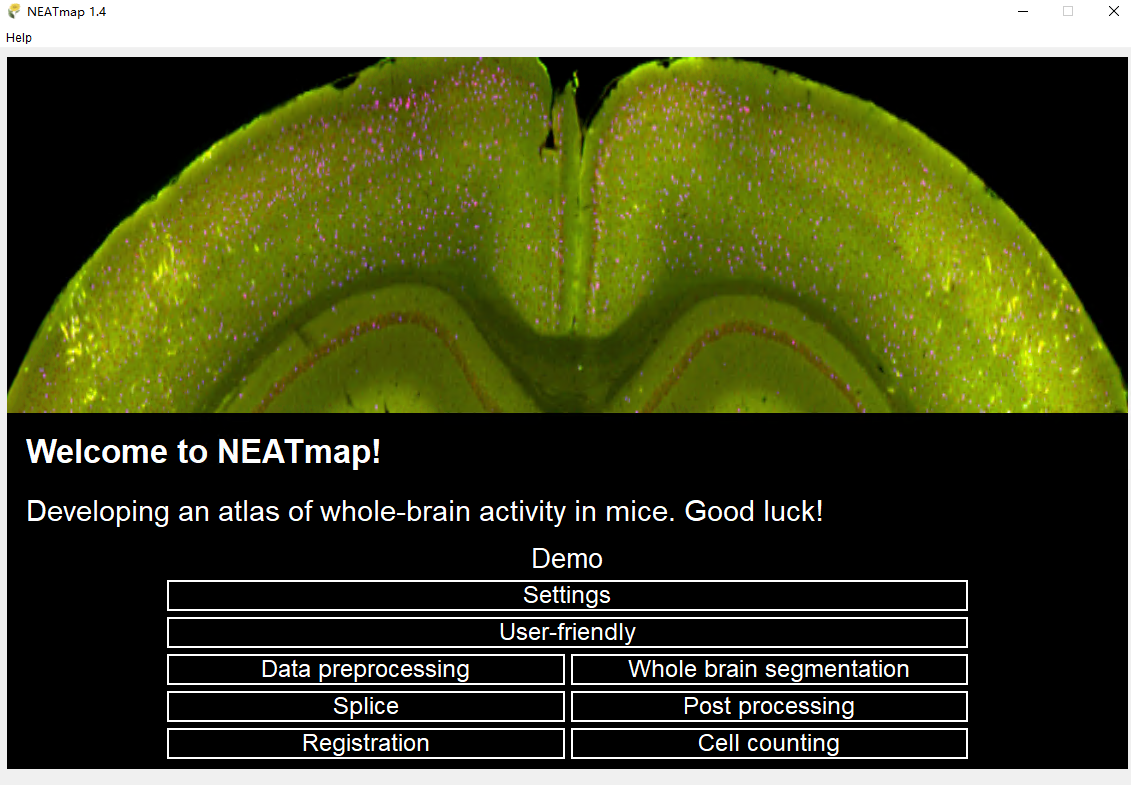 NEATmap 1.4
Help
Welcome to NEATmap!
Developing an atlas of whole-brain activity in mice. Good luck!
Demo
Settings
User-friendly
Data preprocessing
Whole brain segmentation
Splice
Post processing
Registration
Cell counting